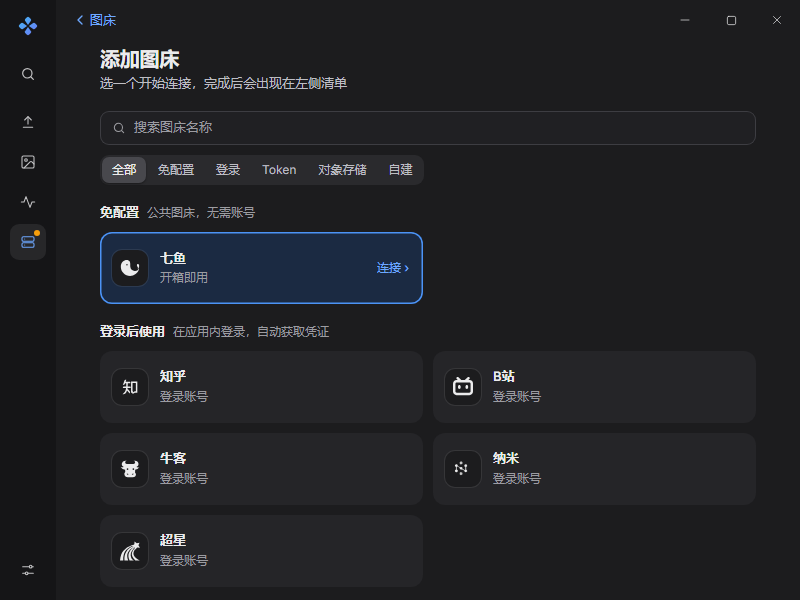 图床
添加图床
选一个开始连接，完成后会出现在左侧清单
搜索图床名称
全部 免配置 登录 Token 对象存储 自建
免配置 公共图床，无需账号
七鱼
开箱即用
连接 ›
登录后使用 在应用内登录，自动获取凭证
知
知乎
登录账号
B站
登录账号
牛客
登录账号
纳米
登录账号
超星
登录账号